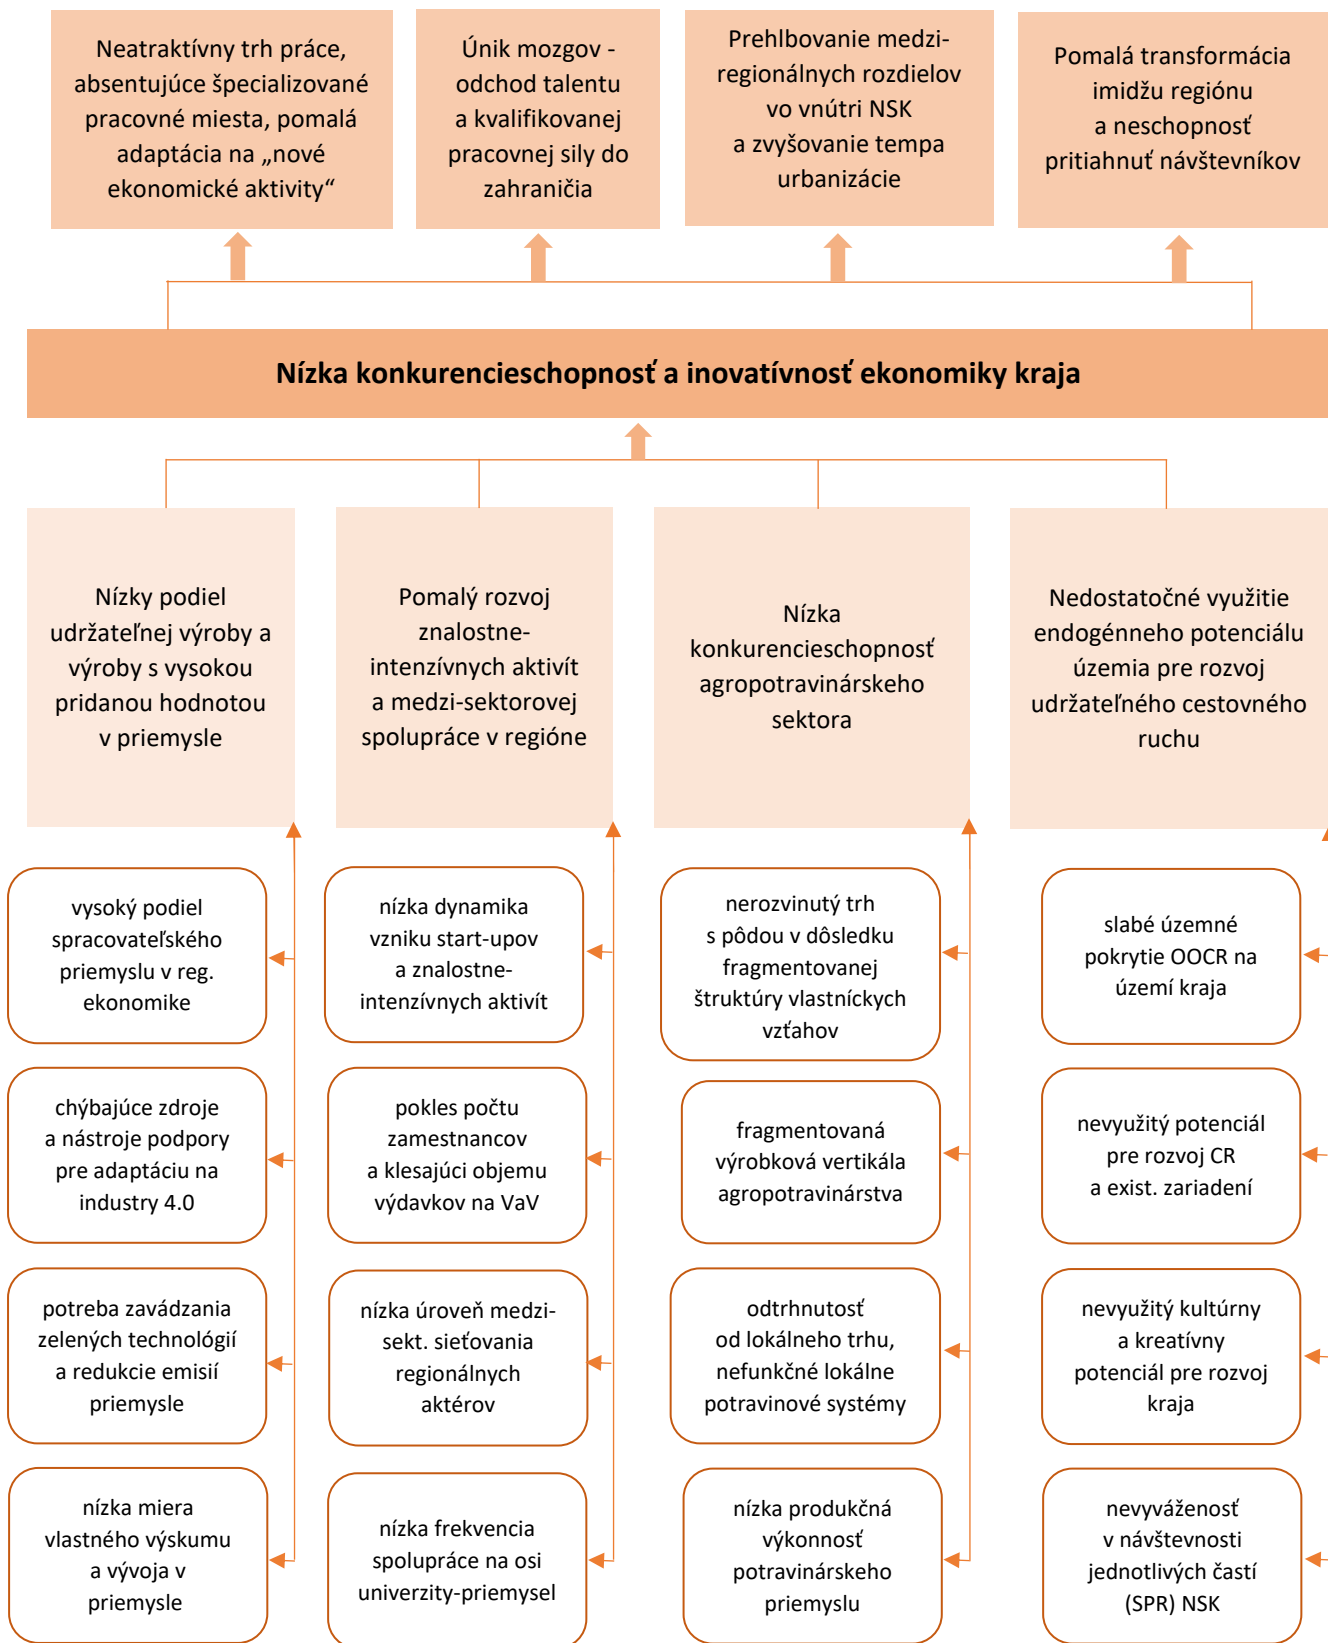 Neatraktívny trh práce,
absentujúce špecializované
pracovné miesta, pomalá
adaptácia na „nové
ekonomické aktivity“
Únik mozgov -
odchod talentu
a kvalifikovanej
pracovnej sily do
zahraničia
Prehlbovanie medzi-
regionálnych rozdielov
vo vnútri NSK
a zvyšovanie tempa
urbanizácie
Pomalá transformácia
imidžu regiónu
a neschopnosť
pritiahnuť návštevníkov
Nízka konkurencieschopnosť a inovatívnosť ekonomiky kraja
Nízky podiel
udržateľnej výroby a
výroby s vysokou
pridanou hodnotou
v priemysle
Pomalý rozvoj
znalostne-
intenzívnych aktivít
a medzi-sektorovej
spolupráce v regióne
Nízka
konkurencieschopnosť
agropotravinárskeho
sektora
Nedostatočné využitie
endogénneho potenciálu
územia pre rozvoj
udržateľného cestovného
ruchu
vysoký podiel
spracovateľského
priemyslu v reg.
ekonomike
chýbajúce zdroje
a nástroje podpory
pre adaptáciu na
industry 4.0
potreba zavádzania
zelených technológií
a redukcie emisií
priemysle
nízka miera
vlastného výskumu
a vývoja v
priemysle
nízka dynamika
vzniku start-upov
a znalostne-
intenzívnych aktivít
pokles počtu
zamestnancov
a klesajúci objemu
výdavkov na VaV
nízka úroveň medzi-
sekt. sieťovania
regionálnych
aktérov
nízka frekvencia
spolupráce na osi
univerzity-priemysel
nerozvinutý trh
s pôdou v dôsledku
fragmentovanej
štruktúry vlastníckych
vzťahov
fragmentovaná
výrobková vertikála
agropotravinárstva
odtrhnutosť
od lokálneho trhu,
nefunkčné lokálne
potravinové systémy
nízka produkčná
výkonnosť
potravinárskeho
priemyslu
slabé územné
pokrytie OOCR na
území kraja
nevyužitý potenciál
pre rozvoj CR
a exist. zariadení
nevyužitý kultúrny
a kreatívny
potenciál pre rozvoj
kraja
nevyváženosť
v návštevnosti
jednotlivých častí
(SPR) NSK